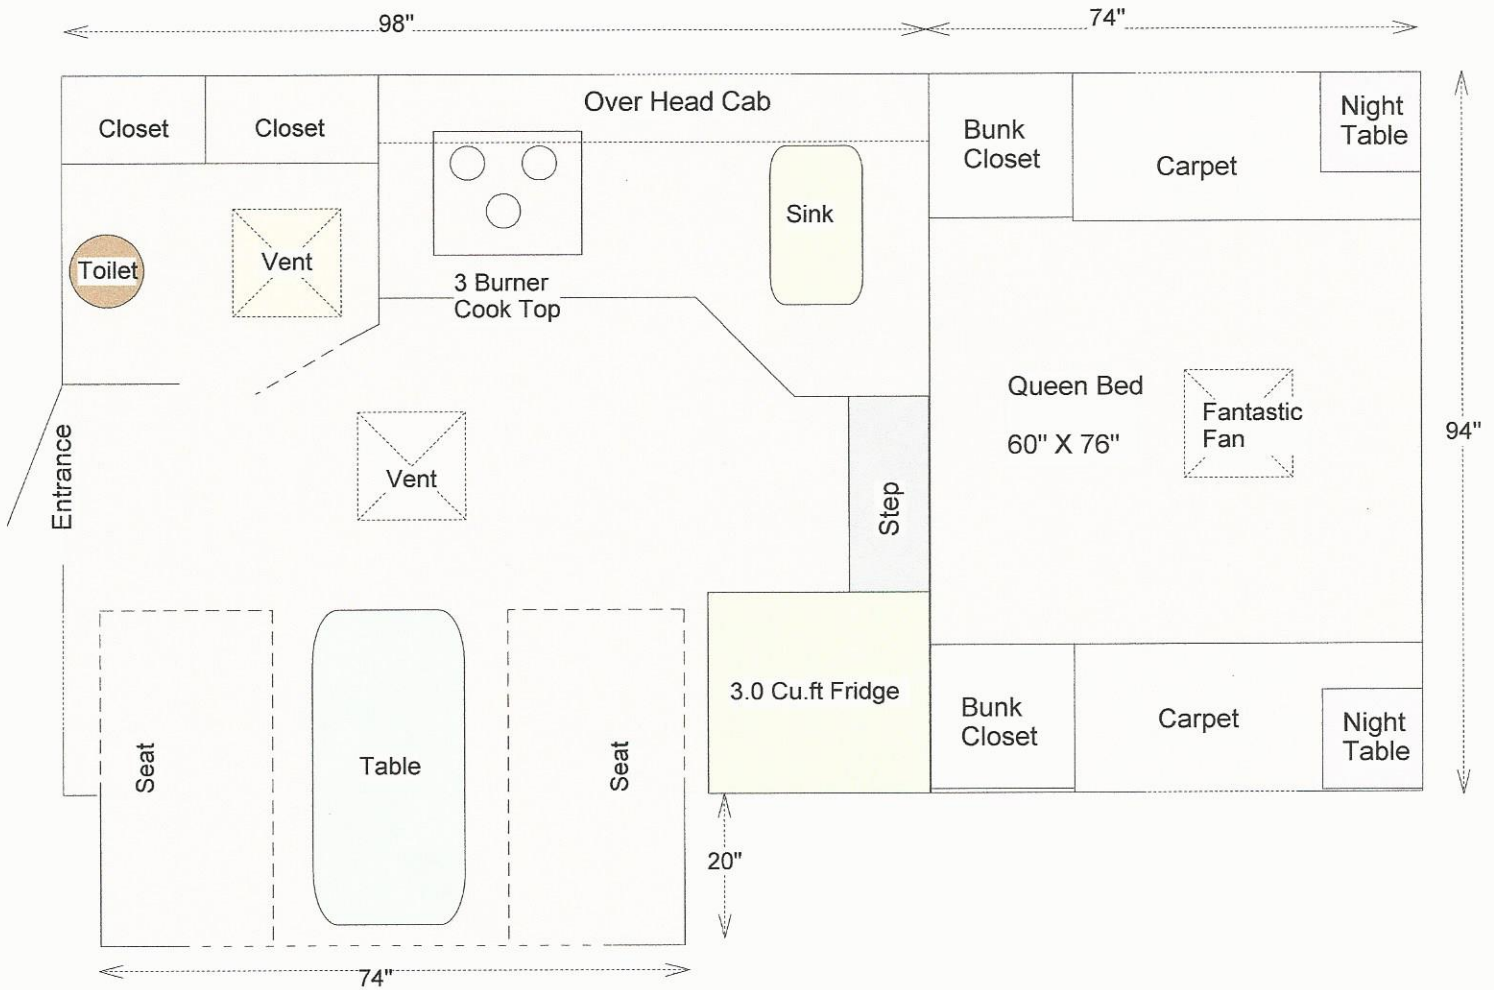 98"
74"
Closet
Closet
Over Head Cab
Bunk
Closet
Carpet
Night
Table
Toilet
Vent
3 Burner
Cook Top
Sink
Entrance
Vent
Step
Queen Bed
60" X 76"
Fantastic
Fan
94"
Seat
Table
Seat
3.0 Cu.ft Fridge
Bunk
Closet
Carpet
Night
Table
20"
74"